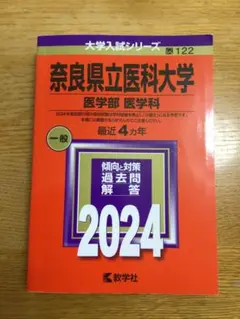 大学入試シリーズ
122
奈良県立医科大学
医学部 医学科
一般
最近4カ年
傾向と対策
過去問
解答
2024
教学社